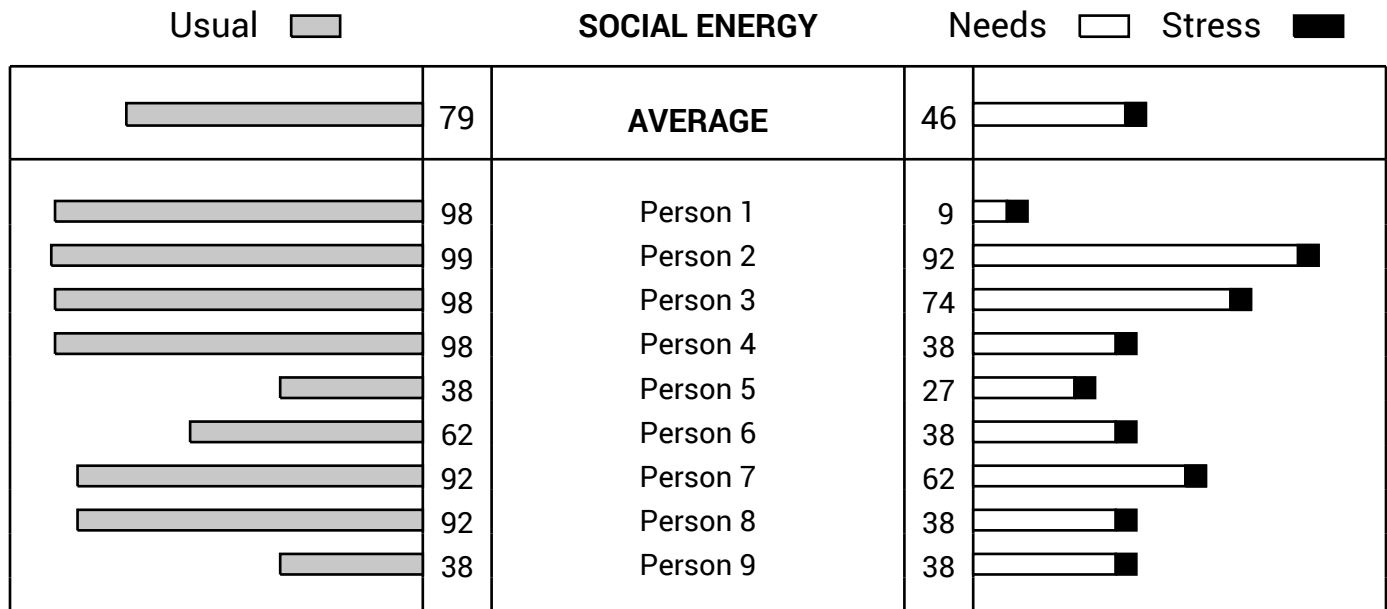 Usual SOCIAL ENERGY Needs Stress
79 AVERAGE 46
98 Person 1 9
99 Person 2 92
98 Person 3 74
98 Person 4 38
38 Person 5 27
62 Person 6 38
92 Person 7 62
92 Person 8 38
38 Person 9 38